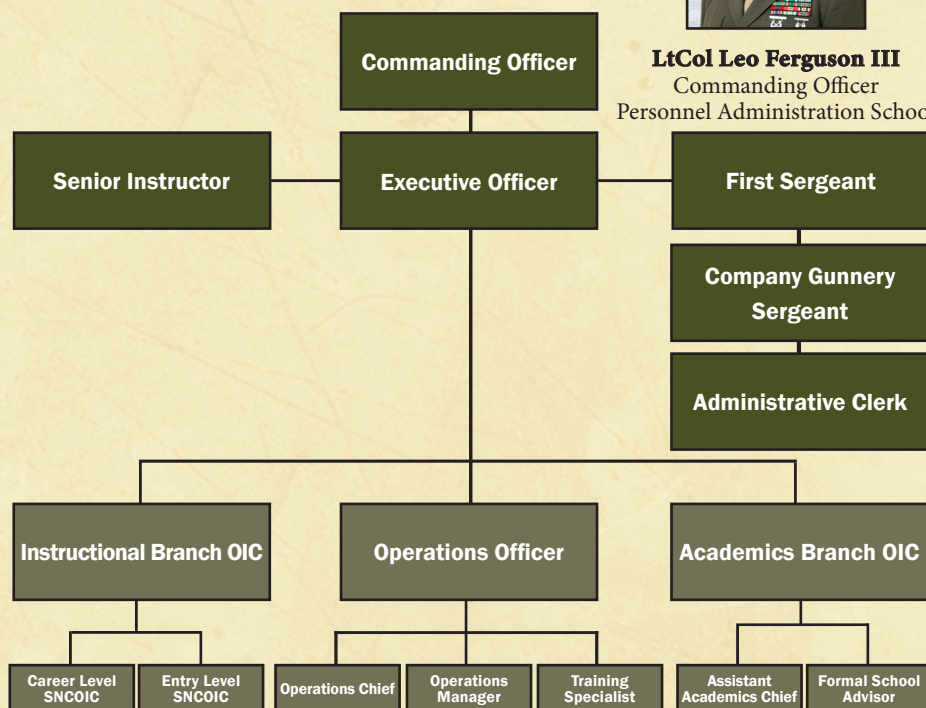 Commanding Officer
LtCol Leo Ferguson III
Commanding Officer
Personnel Administration School
Senior Instructor
Executive Officer
First Sergeant
Company Gunnery
Sergeant
Administrative Clerk
Instructional Branch OIC
Operations Officer
Academics Branch OIC
Career Level
SNCOIC
Entry Level
SNCOIC
Operations Chief
Operations
Manager
Training
Specialist
Assistant
Academics Chief
Formal School
Advisor